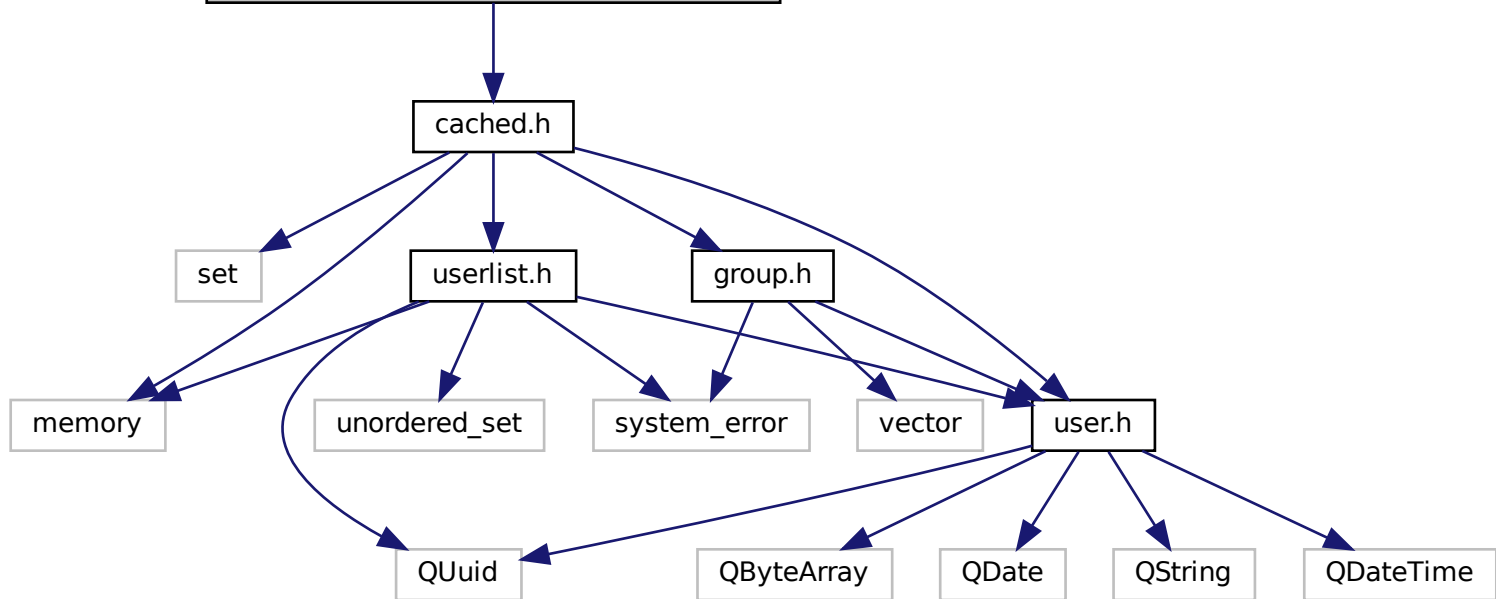 cached.h
set
userlist.h
group.h
memory
unordered_set
system_error
vector
user.h
QUuid
QByteArray
QDate
QString
QDateTime